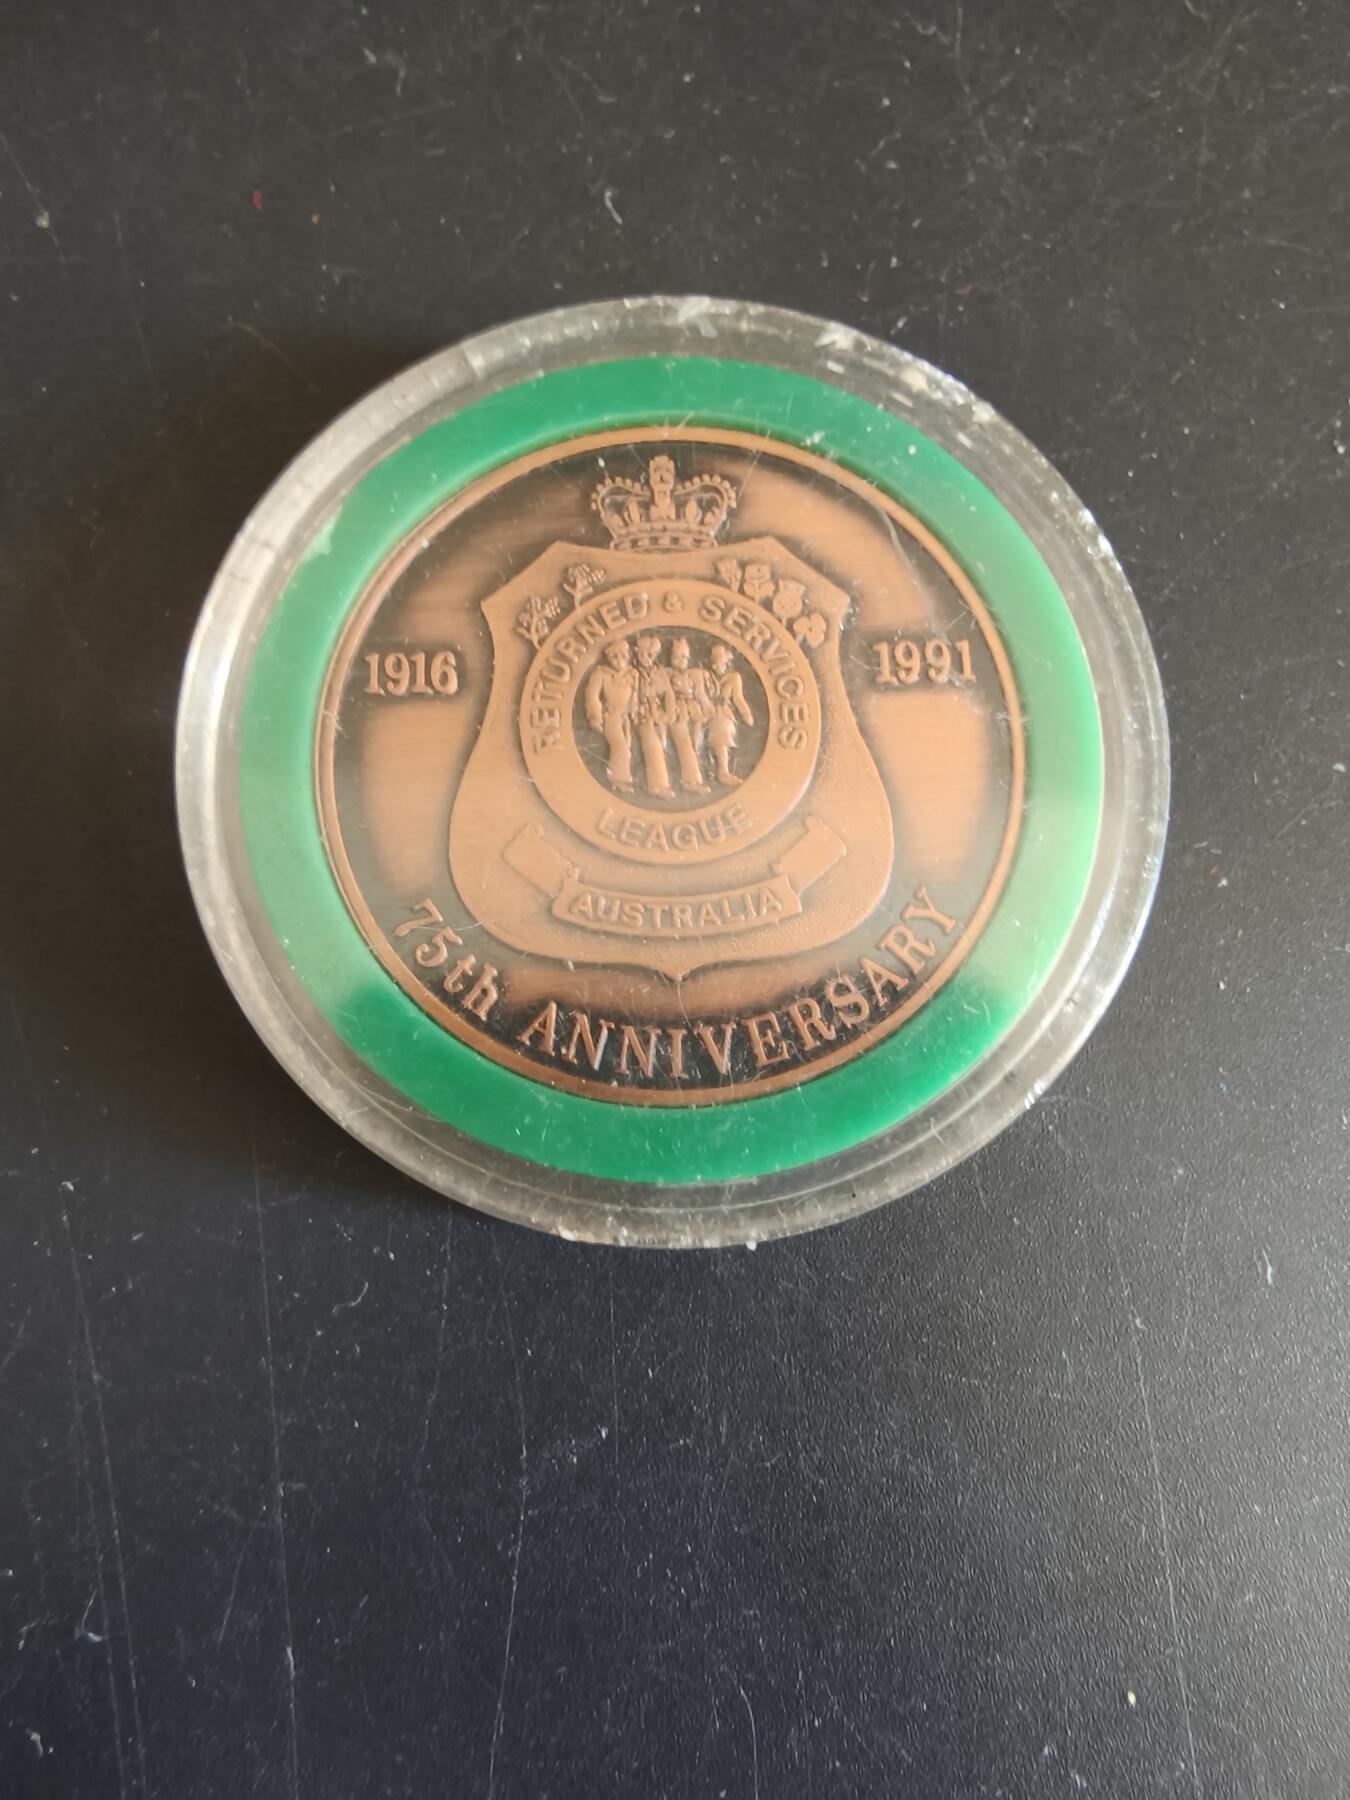 RETURNED & SERVICES
LEAGUE
1916
1991
AUSTRALIA
75th ANNIVERSARY